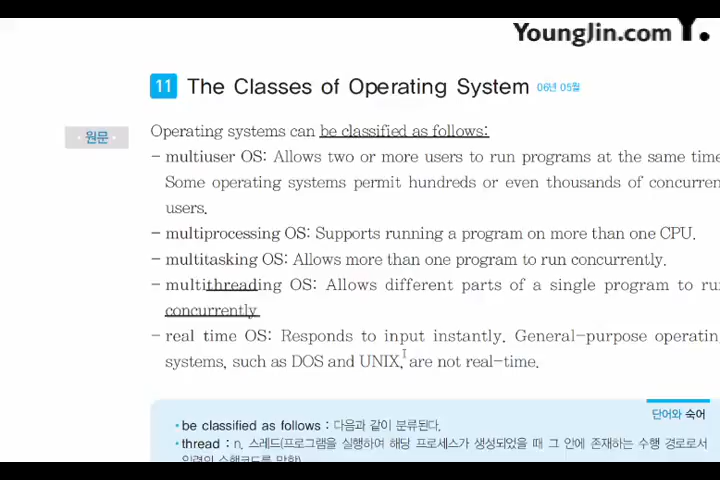 YoungJin.com Y.
11 The Classes of Operating System 06년 05월
원문
Operating systems can be classified as follows:
- multiuser OS: Allows two or more users to run programs at the same time
Some operating systems permit hundreds or even thousands of concurren
users.
- multiprocessing OS: Supports running a program on more than one CPU.
- multitasking OS: Allows more than one program to run concurrently.
- multithreading OS: Allows different parts of a single program to ru
concurrently
- real time OS: Responds to input instantly. General-purpose operatin
systems, such as DOS and UNIX, are not real-time.
단어와 숙어
• be classified as follows : 다음과 같이 분류된다.
• thread : n. 스레드(프로그램을 실행하여 해당 프로세스가 생성되었을 때 그 안에 존재하는 수행 경로로서